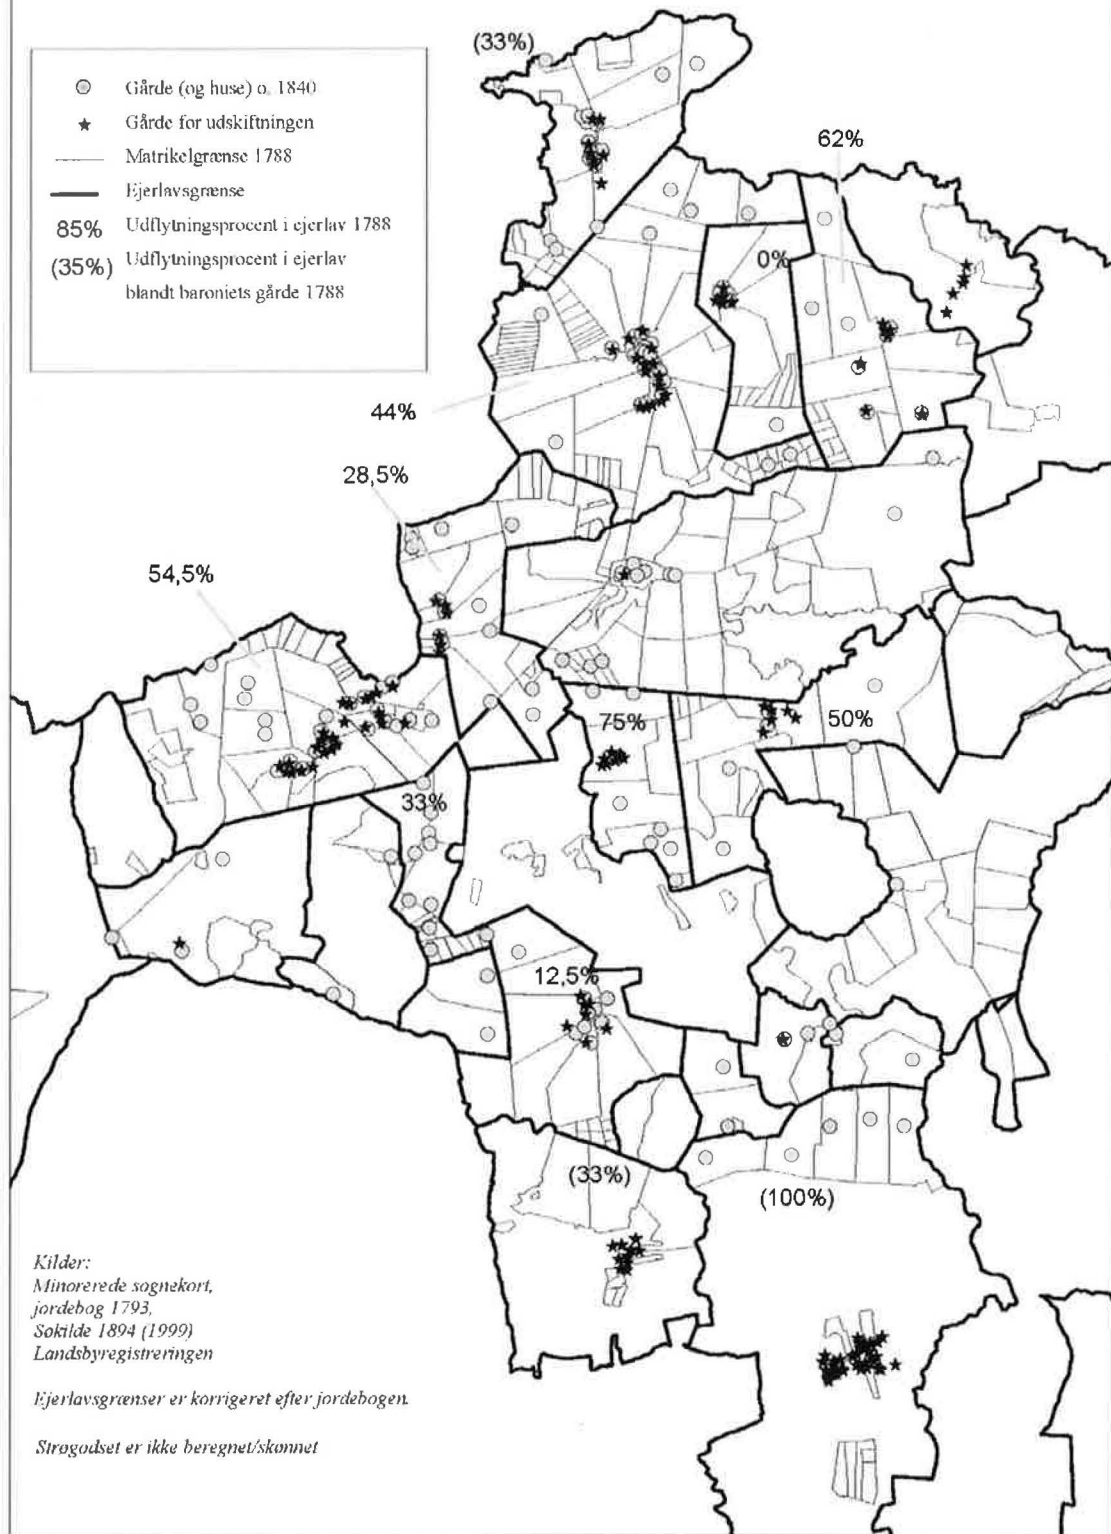 (33%)
Gårde (og huse) o. 1840
Gårde før udskiftningen
Matrikelgrænse 1788
Ejerlavsgrænse
85% Udflytningsprocent i ejerlav 1788
(35%) Udflytningsprocent i ejerlav
blandt baroniets gårde 1788
62%
0%
44%
28,5%
54,5%
75%
50%
33%
12,5%
(33%)
(100%)
Kilder:
Minorerede sognekort,
jordebog 1793,
Søkilde 1894 (1999)
Landsbyregistreringen
Ejerlavsgrænser er korrigeret efter jordebogen.
Strøgodset er ikke beregnet/skønnet